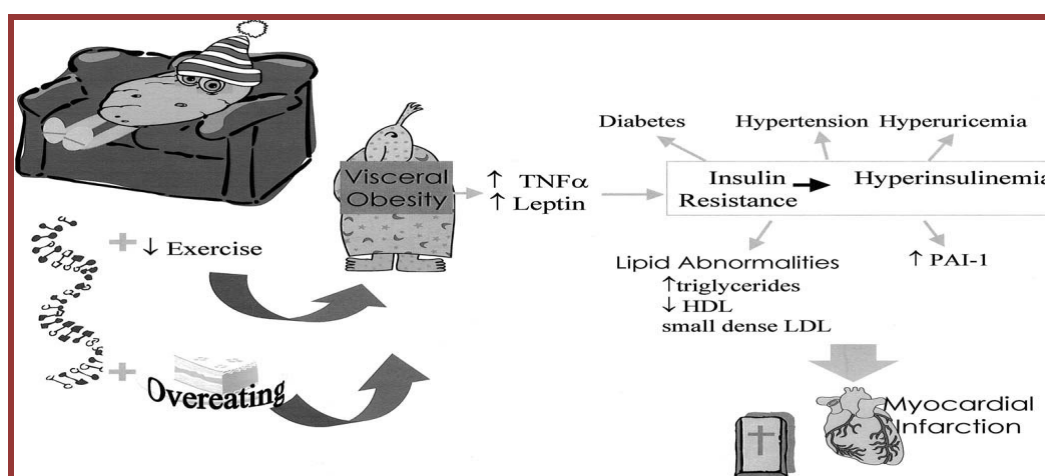 Diabetes
Hypertension
Hyperuricemia
Visceral
Obesity
↑ TNFα
↑ Leptin
Insulin
Resistance
Hyperinsulinemia
+ ↓ Exercise
Lipid Abnormalities
↑triglycerides
↓ HDL
small dense LDL
↑ PAI-1
+ Overeating
Myocardial
Infarction